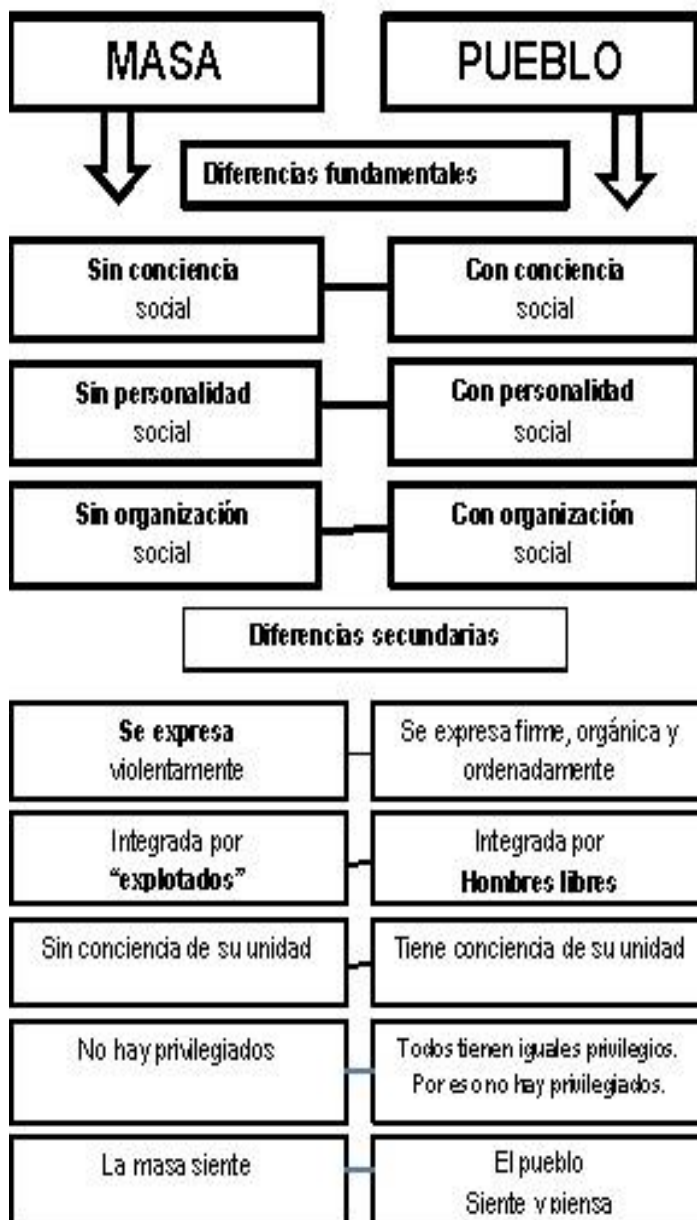 MASA
PUEBLO
Diferencias fundamentales
Sin conciencia
social
Con conciencia
social
Sin personalidad
social
Con personalidad
social
Sin organización
social
Con organización
social
Diferencias secundarias
Se expresa
violentamente
Se expresa firme, orgánica y
ordenadamente
Integrada por
“explotados”
Integrada por
Hombres libres
Sin conciencia de su unidad
Tiene conciencia de su unidad
No hay privilegiados
Todos tienen iguales privilegios.
Por eso no hay privilegiados.
La masa siente
El pueblo
Siente y piensa